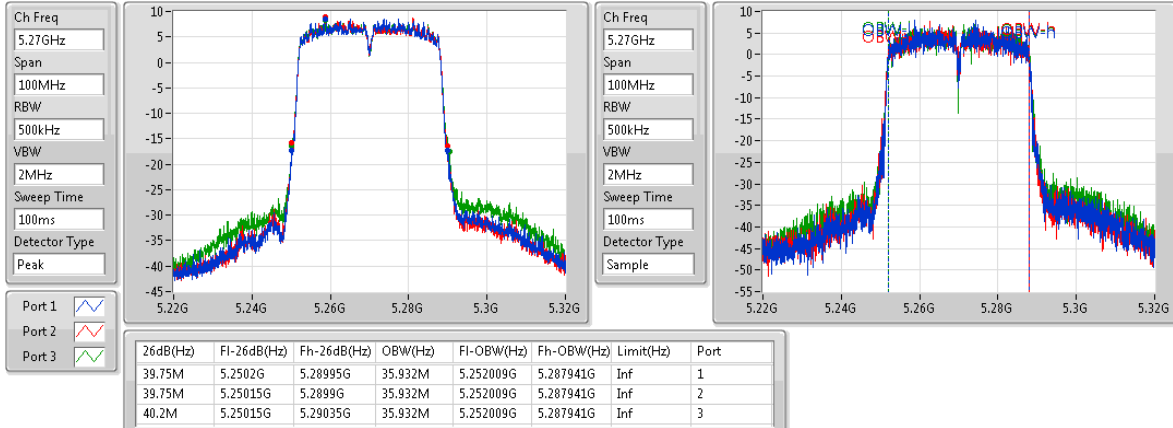 Ch Freq
5.27GHz
Span
100MHz
RBW
500kHz
VBW
2MHz
Sweep Time
100ms
Detector Type
Peak
Port 1
Port 2
Port 3
10
5
0
-5
-10
-15
-20
-25
-30
-35
-40
-45
5.22G 5.24G 5.26G 5.28G 5.3G 5.32G
Ch Freq
5.27GHz
Span
100MHz
RBW
500kHz
VBW
2MHz
Sweep Time
100ms
Detector Type
Sample
10
5
0
-5
-10
-15
-20
-25
-30
-35
-40
-45
-50
-55
5.22G 5.24G 5.26G 5.28G 5.3G 5.32G
OBW-h
26dB(Hz) Fl-26dB(Hz) Fh-26dB(Hz) OBW(Hz) Fl-OBW(Hz) Fh-OBW(Hz) Limit(Hz) Port
39.75M 5.2502G 5.28995G 35.932M 5.252009G 5.287941G Inf 1
39.75M 5.25015G 5.2899G 35.932M 5.252009G 5.287941G Inf 2
40.2M 5.25015G 5.29035G 35.932M 5.252009G 5.287941G Inf 3